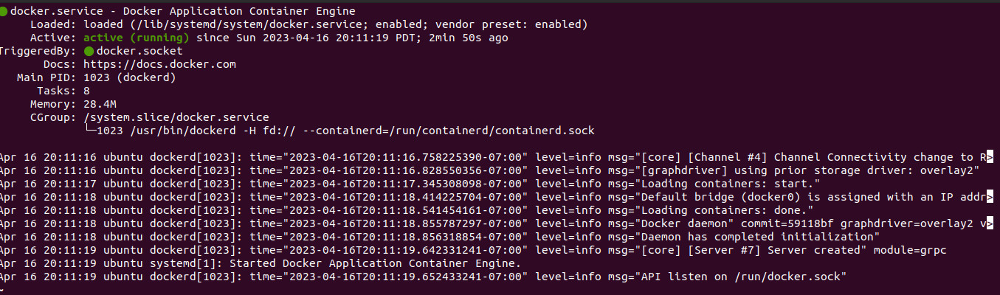 ● docker.service - Docker Application Container Engine
Loaded: loaded (/lib/systemd/system/docker.service; enabled; vendor preset: enabled)
Active: active (running) since Sun 2023-04-16 20:11:19 PDT; 2min 50s ago
TriggeredBy: ● docker.socket
Docs: https://docs.docker.com
Main PID: 1023 (dockerd)
Tasks: 8
Memory: 28.4M
CGroup: /system.slice/docker.service
└─1023 /usr/bin/dockerd -H fd:// --containerd=/run/containerd/containerd.sock
Apr 16 20:11:16 ubuntu dockerd[1023]: time="2023-04-16T20:11:16.758225390-07:00" level=info msg="[core] [Channel #4] Channel Connectivity change to R>
Apr 16 20:11:16 ubuntu dockerd[1023]: time="2023-04-16T20:11:16.828550356-07:00" level=info msg="[graphdriver] using prior storage driver: overlay2"
Apr 16 20:11:17 ubuntu dockerd[1023]: time="2023-04-16T20:11:17.345308098-07:00" level=info msg="Loading containers: start."
Apr 16 20:11:18 ubuntu dockerd[1023]: time="2023-04-16T20:11:18.414225704-07:00" level=info msg="Default bridge (docker0) is assigned with an IP addr>
Apr 16 20:11:18 ubuntu dockerd[1023]: time="2023-04-16T20:11:18.541454161-07:00" level=info msg="Loading containers: done."
Apr 16 20:11:18 ubuntu dockerd[1023]: time="2023-04-16T20:11:18.855787297-07:00" level=info msg="Docker daemon" commit=59118bf graphdriver=overlay2 v>
Apr 16 20:11:18 ubuntu dockerd[1023]: time="2023-04-16T20:11:18.856318854-07:00" level=info msg="Daemon has completed initialization"
Apr 16 20:11:19 ubuntu dockerd[1023]: time="2023-04-16T20:11:19.642331241-07:00" level=info msg="[core] [Server #7] Server created" module=grpc
Apr 16 20:11:19 ubuntu systemd[1]: Started Docker Application Container Engine.
Apr 16 20:11:19 ubuntu dockerd[1023]: time="2023-04-16T20:11:19.652433241-07:00" level=info msg="API listen on /run/docker.sock"
~